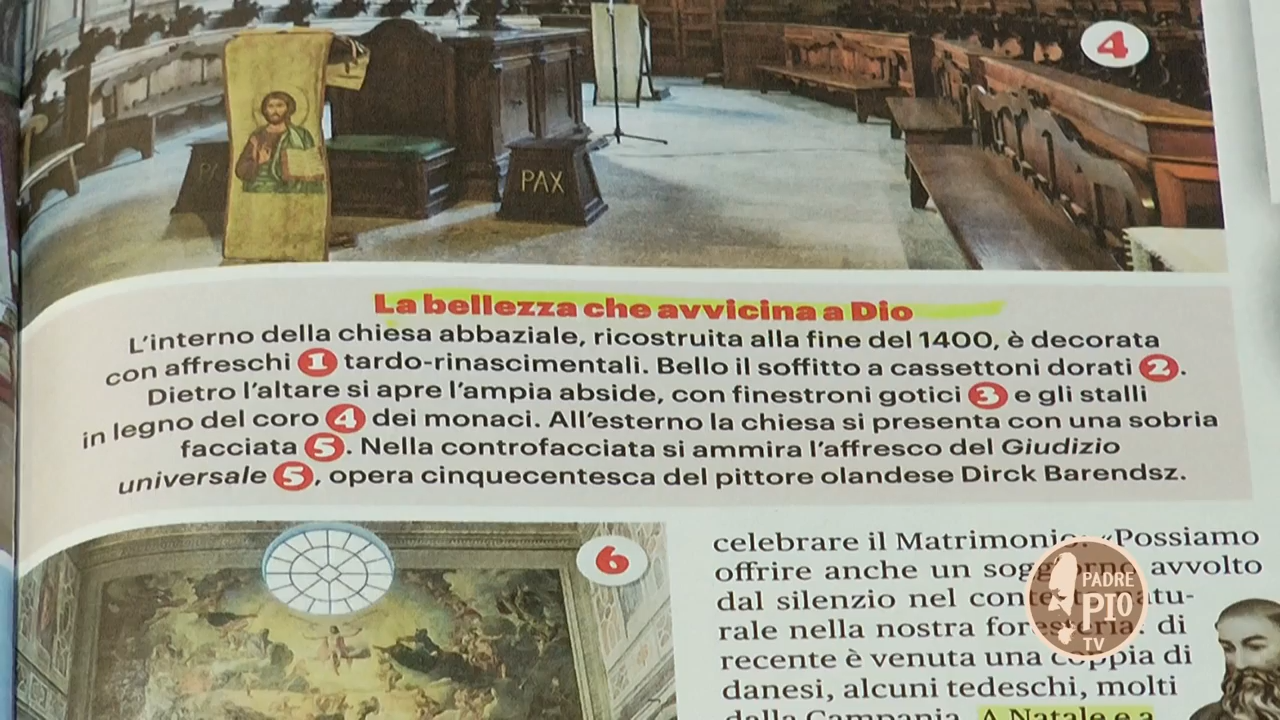 4
PAX
La bellezza che avvicina a Dio
L'interno della chiesa abbaziale, ricostruita alla fine del 1400, è decorata
con affreschi 1 tardo-rinascimentali. Bello il soffitto a cassettoni dorati 2.
Dietro l'altare si apre l'ampia abside, con finestroni gotici 3 e gli stalli
in legno del coro 4 dei monaci. All'esterno la chiesa si presenta con una sobria
facciata 5. Nella controfacciata si ammira l'affresco del Giudizio
universale 5, opera cinquecentesca del pittore olandese Dirck Barendsz.
6
celebrare il Matrimonio: «Possiamo
offrire anche un soggiorno avvolto
dal silenzio nel contesto natu-
rale nella nostra foresteria: di
recente è venuta una coppia di
danesi, alcuni tedeschi, molti
della Campania. A Natale e a
PADRE
PIO
TV